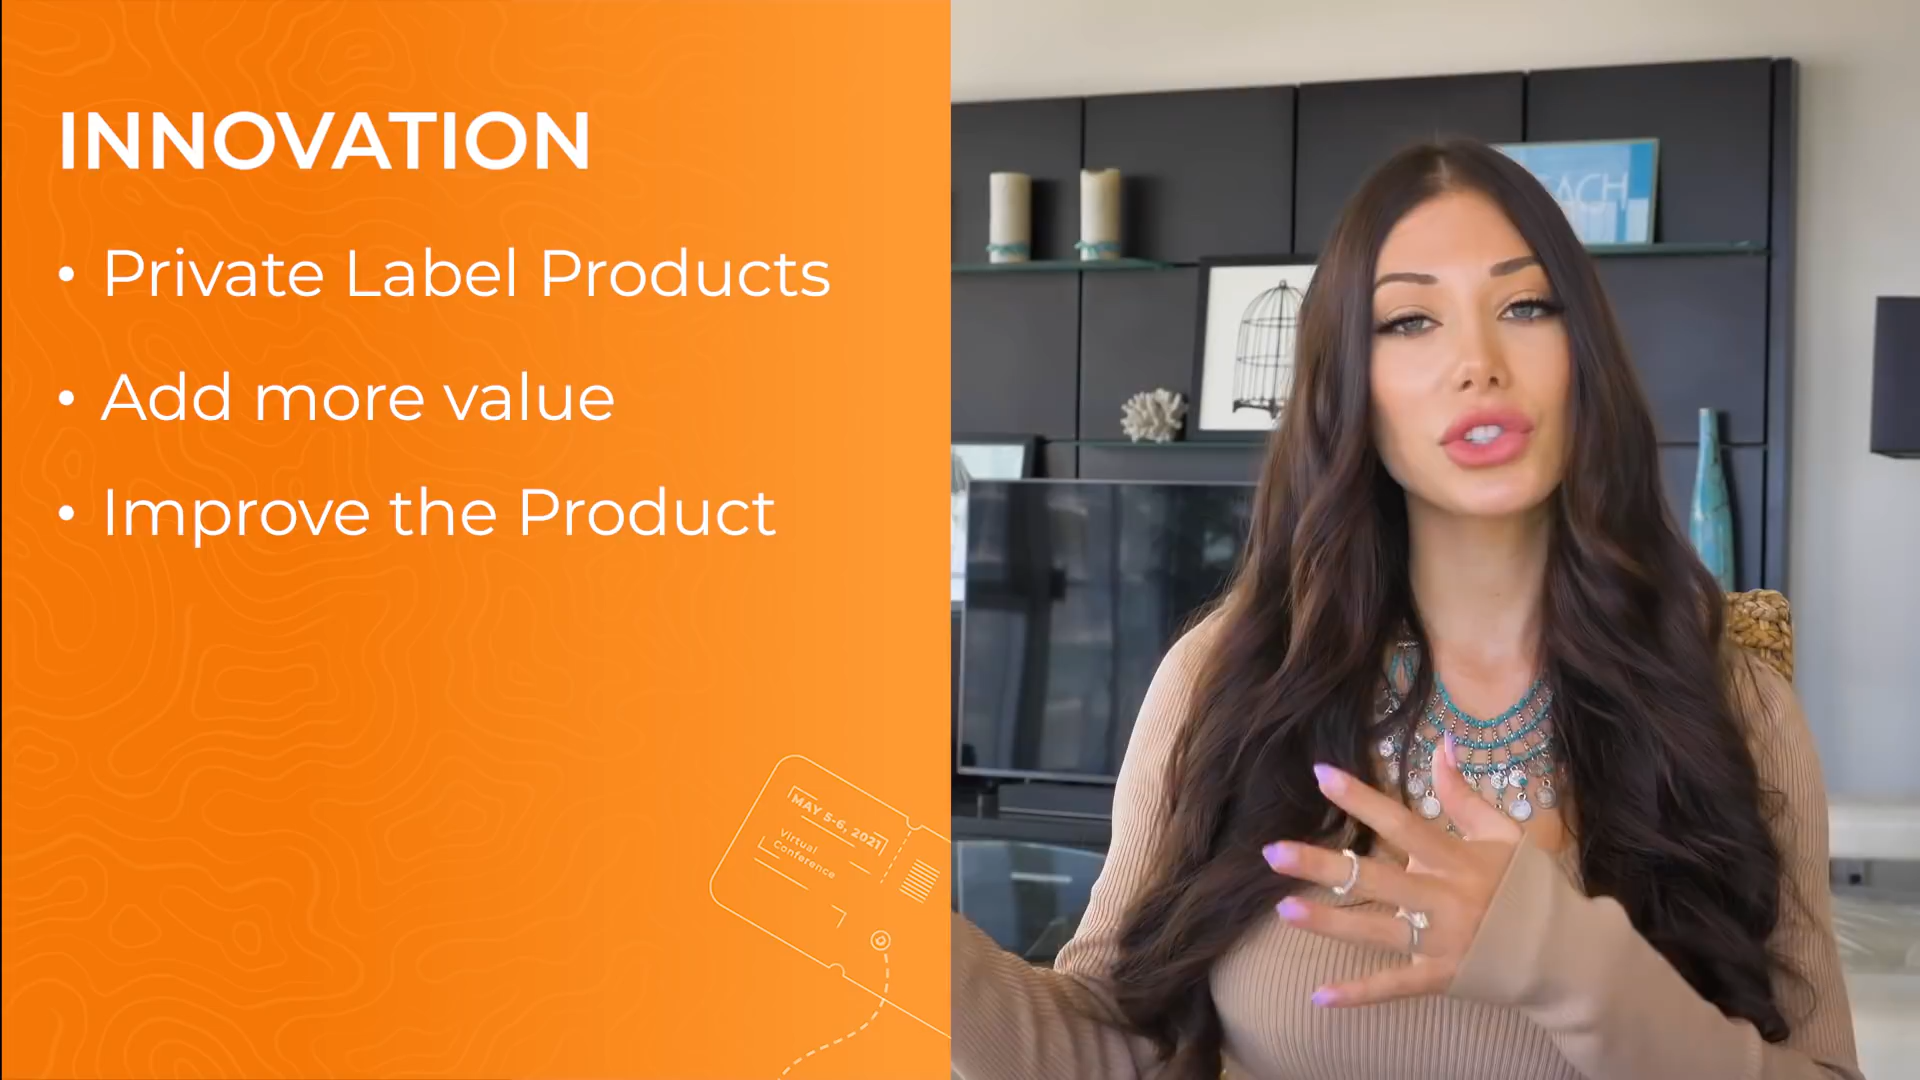 INNOVATION
• Private Label Products
• Add more value
• Improve the Product
MAY 5-6, 2021
Virtual
Conference